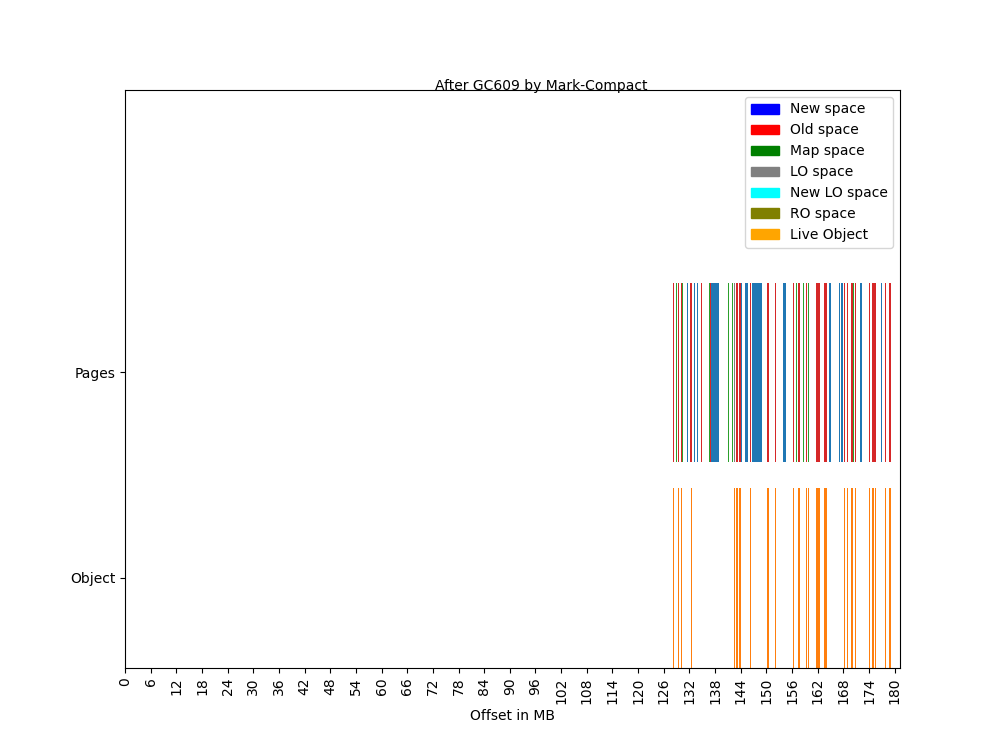 After GC609 by Mark-Compact
New space
Old space
Map space
LO space
New LO space
RO space
Live Object
Pages
Object
0 6 12 18 24 30 36 42 48 54 60 66 72 78 84 90 96 102 108 114 120 126 132 138 144 150 156 162 168 174 180
Offset in MB